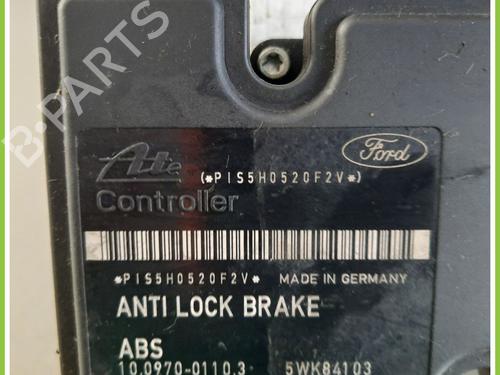 B-PARTS
Ate
(*PIS5H0520F2V*)
Ford
Controller
*PIS5H0520F2V*
MADE IN GERMANY
ANTI LOCK BRAKE
ABS
10.0970-0110.3
5WK84103